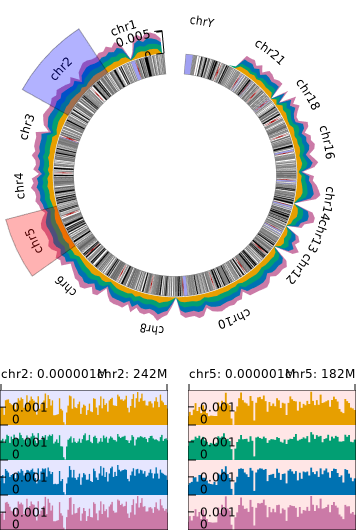 chrY
chr1
0.005
0
chr21
chr2
chr18
chr3
chr16
chr4
chr14
chr13
chr5
chr12
chr6
chr10
chr8
chr2: 0.000001M
chr2: 242M
chr5: 0.000001M
chr5: 182M
0.001
0
0.001
0
0.001
0
0.001
0
0.001
0
0.001
0
0.001
0
0.001
0